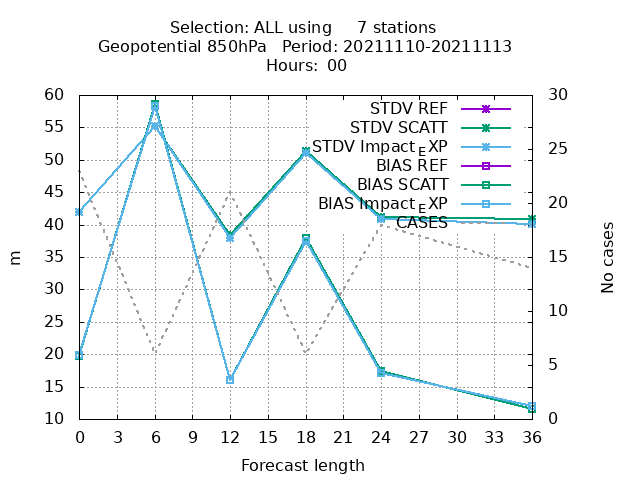 Selection: ALL using 7 stations
Geopotential 850hPa Period: 20211110-20211113
Hours: 00
60
55
50
45
40
35
30
25
20
15
10
m
STDV REF
STDV SCATT
STDV Impact_EXP
BIAS REF
BIAS SCATT
BIAS Impact_EXP
CASES
30
25
20
15
10
5
0
No cases
0 3 6 9 12 15 18 21 24 27 30 33 36
Forecast length